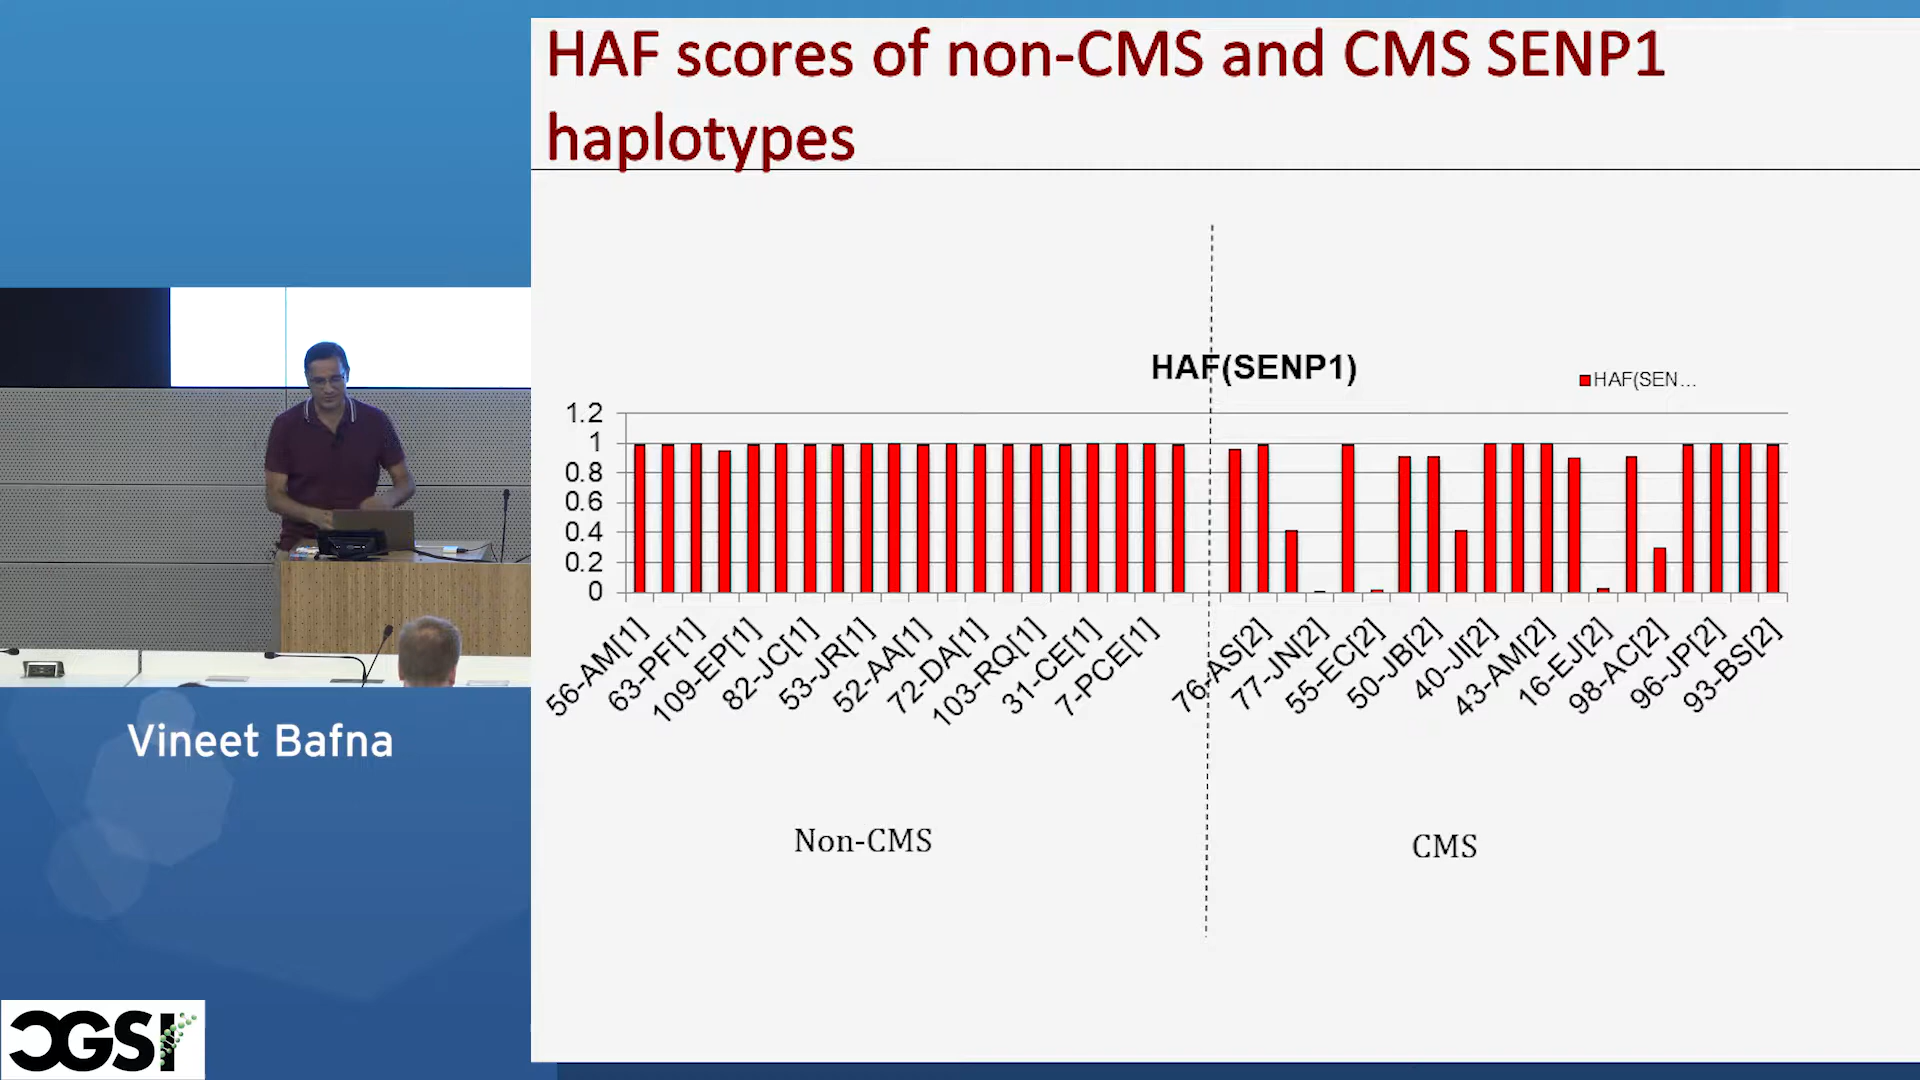 HAF scores of non-CMS and CMS SENP1
haplotypes
HAF(SENP1)
HAF(SEN...
1.2
1
0.8
0.6
0.4
0.2
0
56-AM[1]
63-PF[1]
109-EP[1]
82-JC[1]
53-JR[1]
52-AA[1]
72-DA[1]
103-RQ[1]
31-CE[1]
7-PCE[1]
76-AS[2]
77-JN[2]
55-EC[2]
50-JB[2]
40-JI[2]
43-AM[2]
16-EJ[2]
98-AC[2]
96-JP[2]
93-BS[2]
Non-CMS
CMS
Vineet Bafna
CGSI